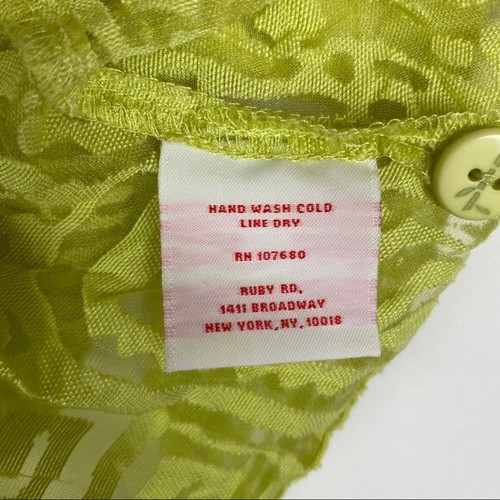 HAND WASH COLD
LINE DRY
RN 107680
RUBY RD.
1411 BROADWAY
NEW YORK, NY, 10018